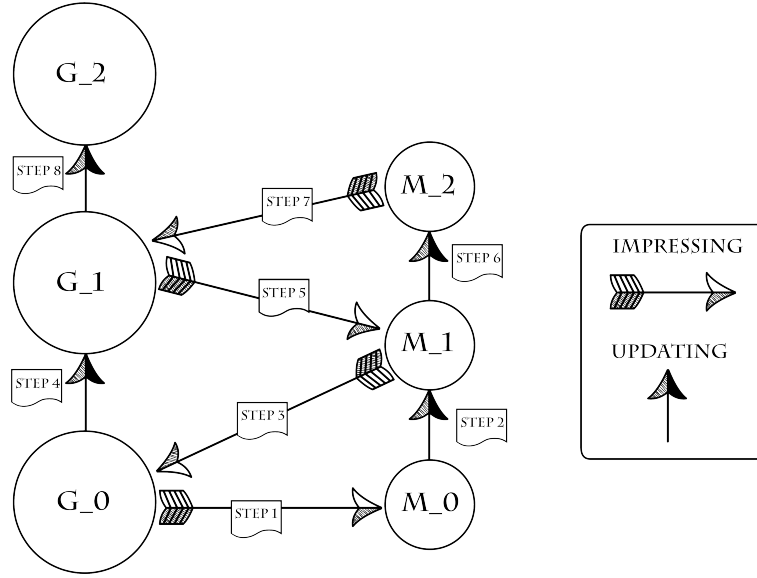 G_2
STEP 8
M_2
STEP 7
IMPRESSING
G_1
STEP 5
STEP 6
M_1
UPDATING
STEP 4
STEP 3
STEP 2
G_0
STEP 1
M_0